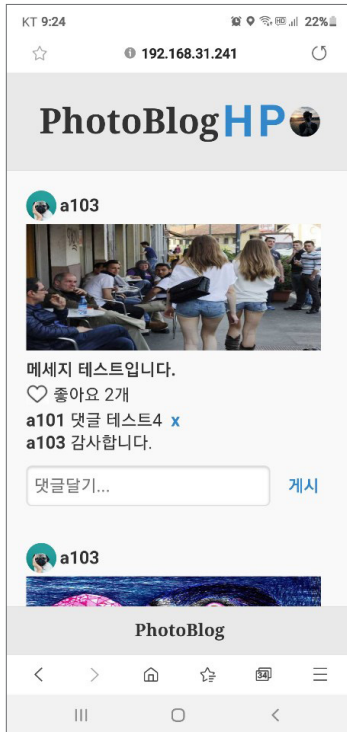 KT 9:24 22%
192.168.31.241
PhotoBlog HP
a103
메세지 테스트입니다.
좋아요 2개
a101 댓글 테스트4 x
a103 감사합니다.
댓글달기... 게시
a103
PhotoBlog
34